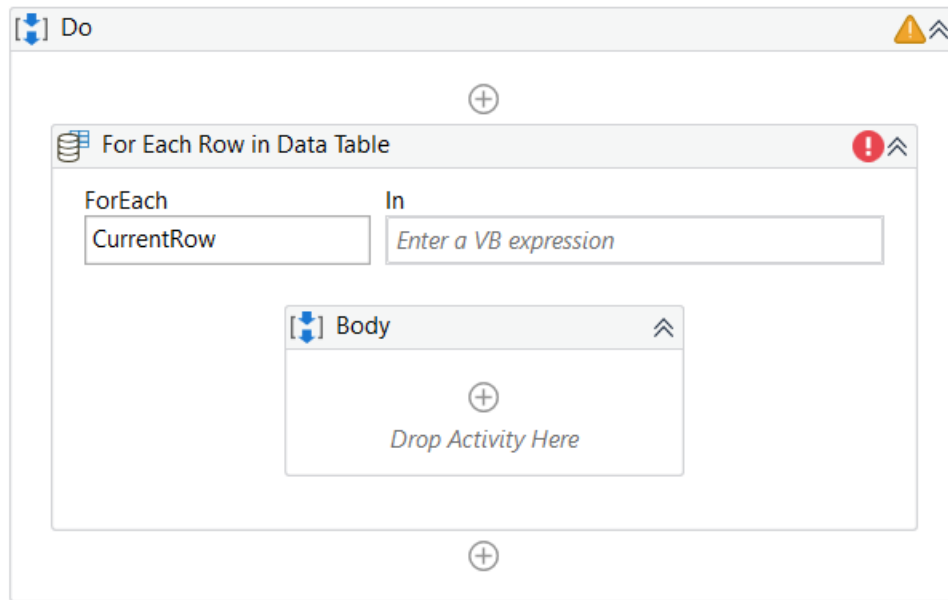 Do
For Each Row in Data Table
ForEach In
CurrentRow Enter a VB expression
Body
Drop Activity Here